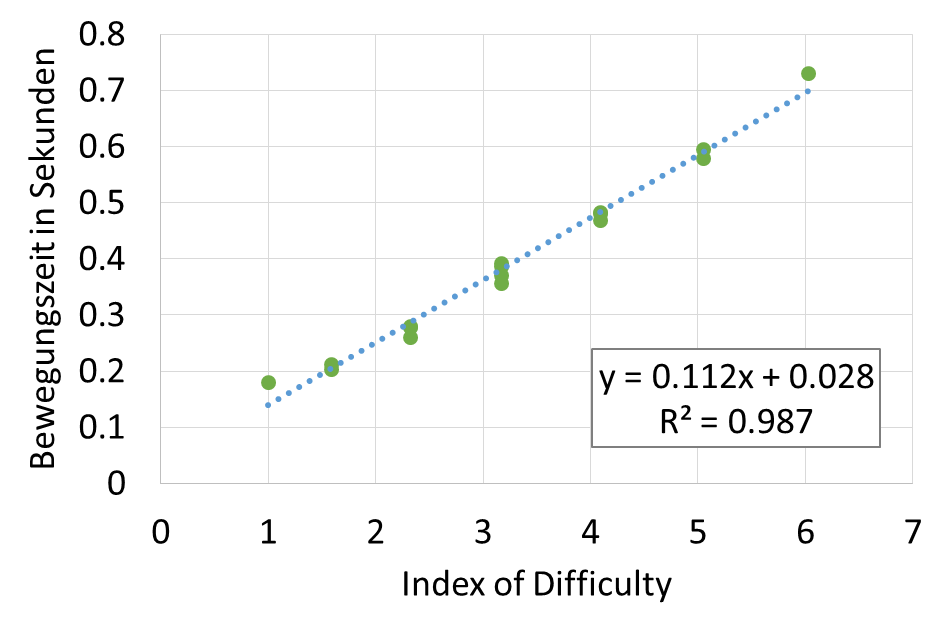 0.8
0.7
0.6
0.5
0.4
0.3
0.2
0.1
0
Bewegungszeit in Sekunden
y = 0.112x + 0.028
R² = 0.987
0 1 2 3 4 5 6 7
Index of Difficulty